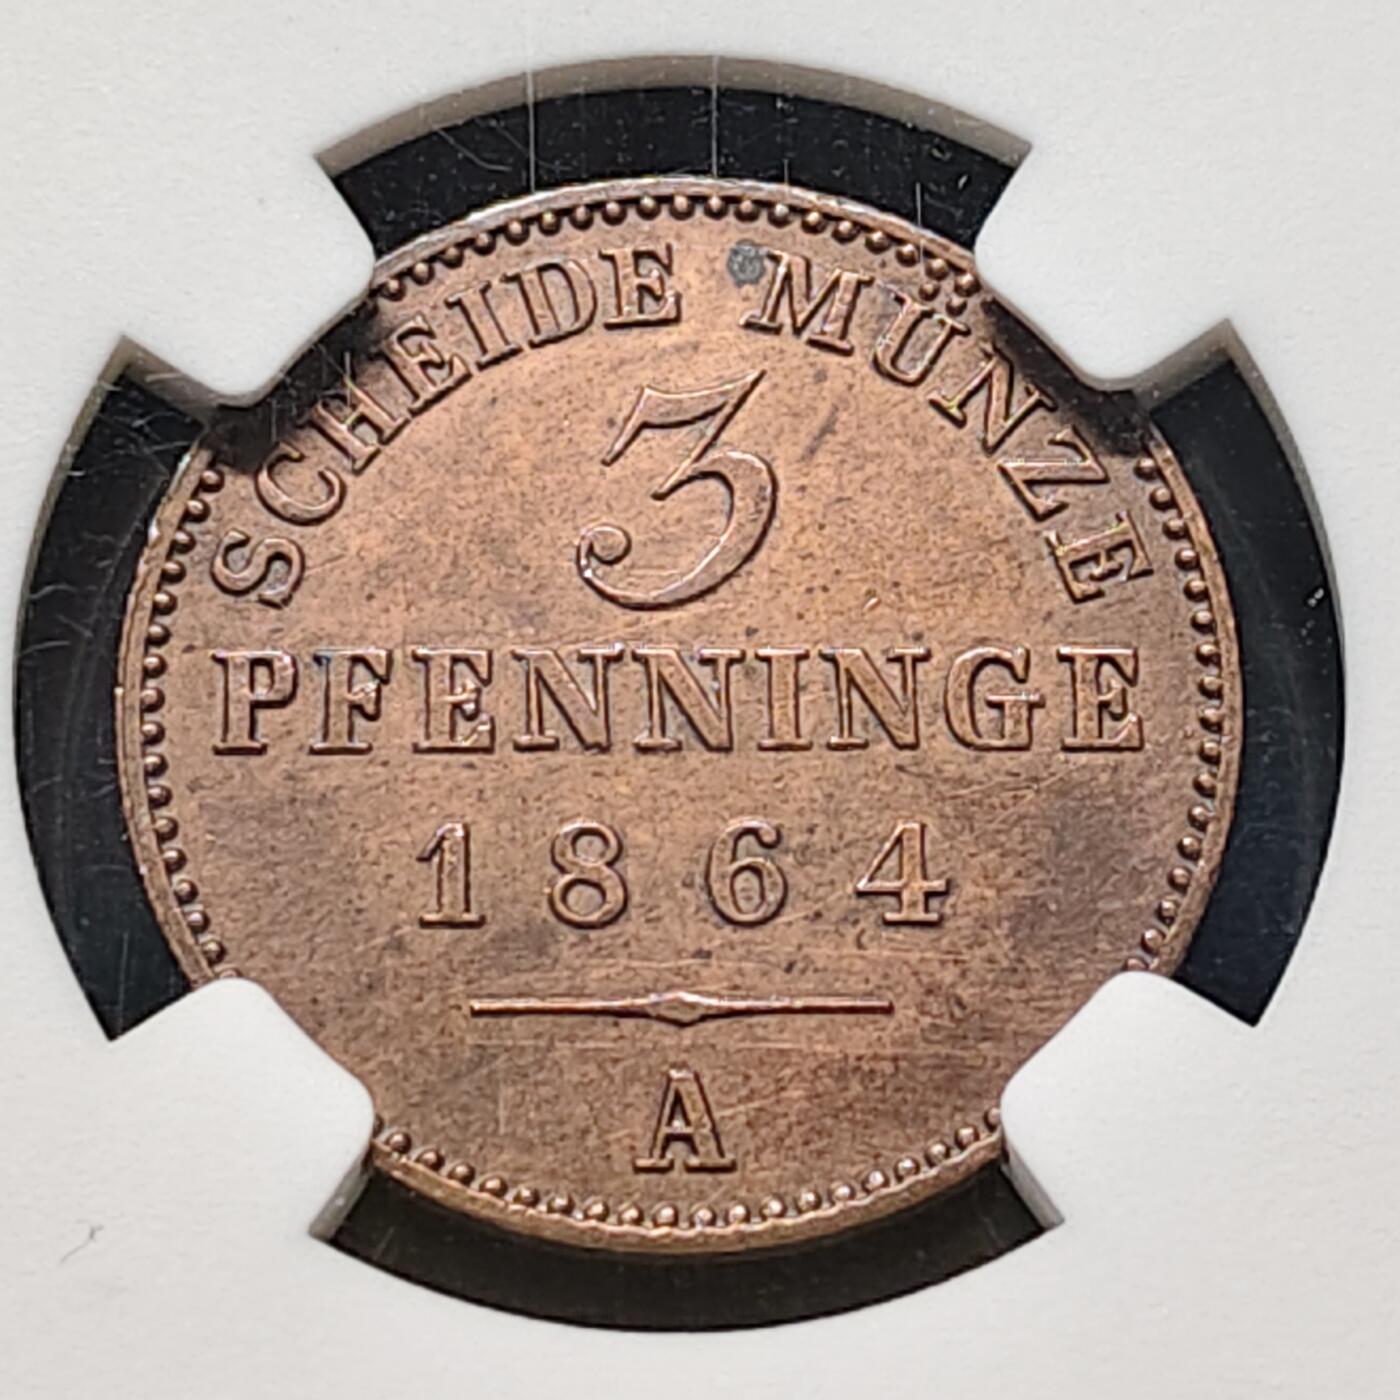 SCHEIDE MÜNZE
3
PFENNINGE
1864
A